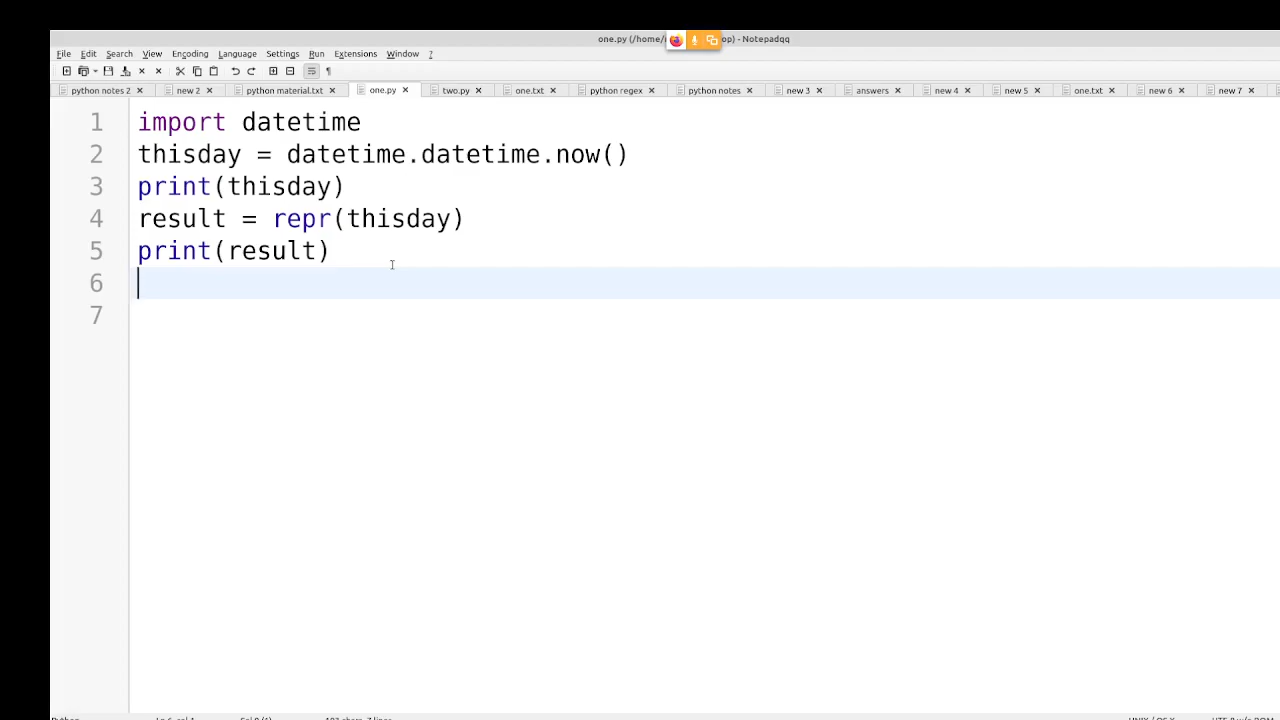 one.py (/home/ op) - Notepadqq
File Edit Search View Encoding Language Settings Run Extensions Window ?
python notes 2 new 2 python material.txt one.py two.py one.txt python regex python notes new 3 answers new 4 new 5 one.txt new 6 new 7
1 import datetime
2 thisday = datetime.datetime.now()
3 print(thisday)
4 result = repr(thisday)
5 print(result)
6
7